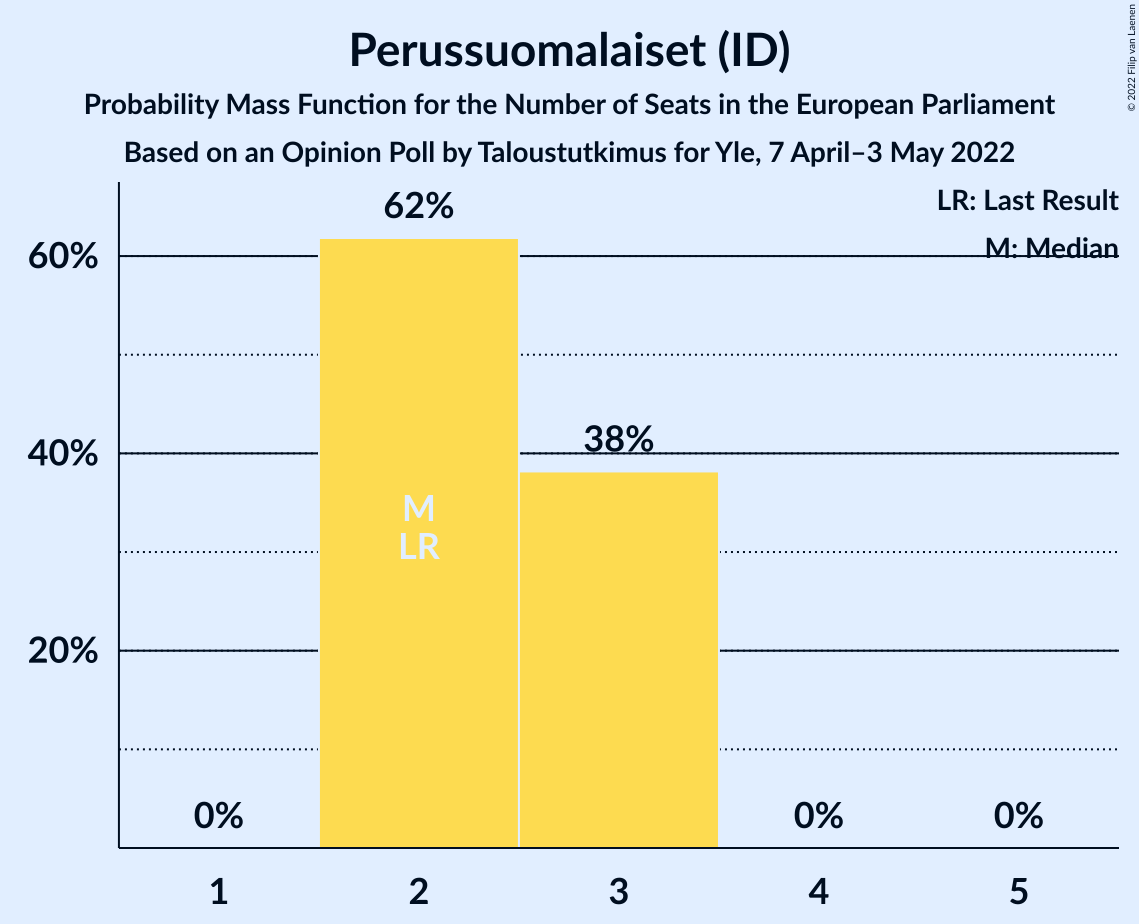 Perussuomalaiset (ID)
Probability Mass Function for the Number of Seats in the European Parliament
Based on an Opinion Poll by Taloustutkimus for Yle, 7 April–3 May 2022
© 2022 Filip van Laenen
LR: Last Result
M: Median
62%
60%
38%
40%
M
LR
20%
0%
0%
0%
1
2
3
4
5